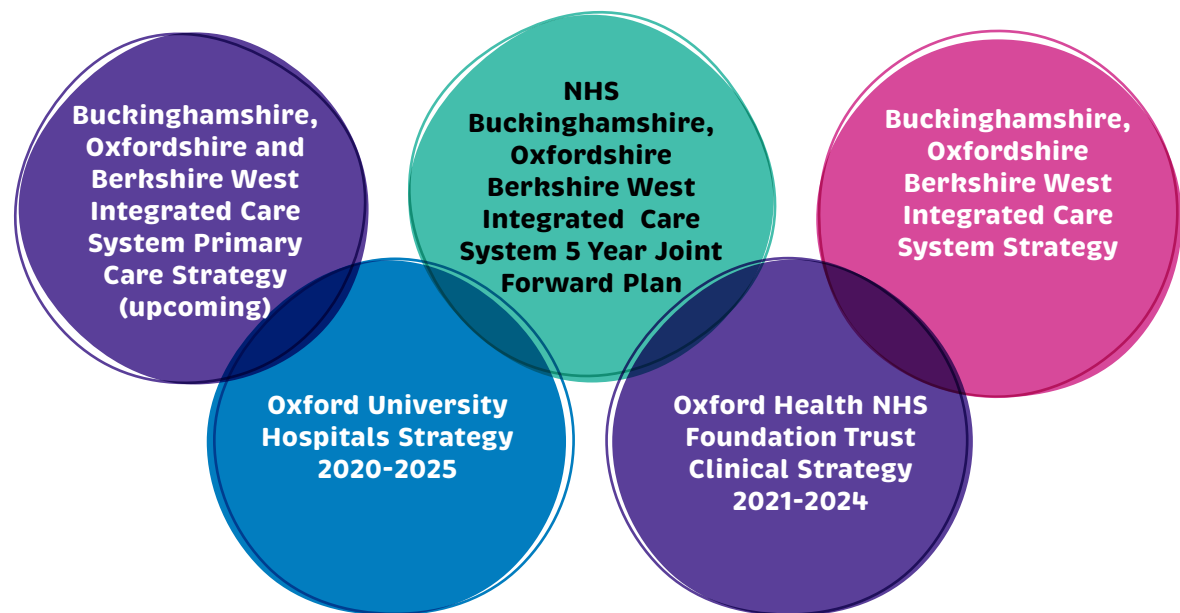 Buckinghamshire,
Oxfordshire and
Berkshire West
Integrated Care
System Primary
Care Strategy
(upcoming)
NHS
Buckinghamshire,
Oxfordshire
Berkshire West
Integrated Care
System 5 Year Joint
Forward Plan
Buckinghamshire,
Oxfordshire
Berkshire West
Integrated Care
System Strategy
Oxford University
Hospitals Strategy
2020-2025
Oxford Health NHS
Foundation Trust
Clinical Strategy
2021-2024